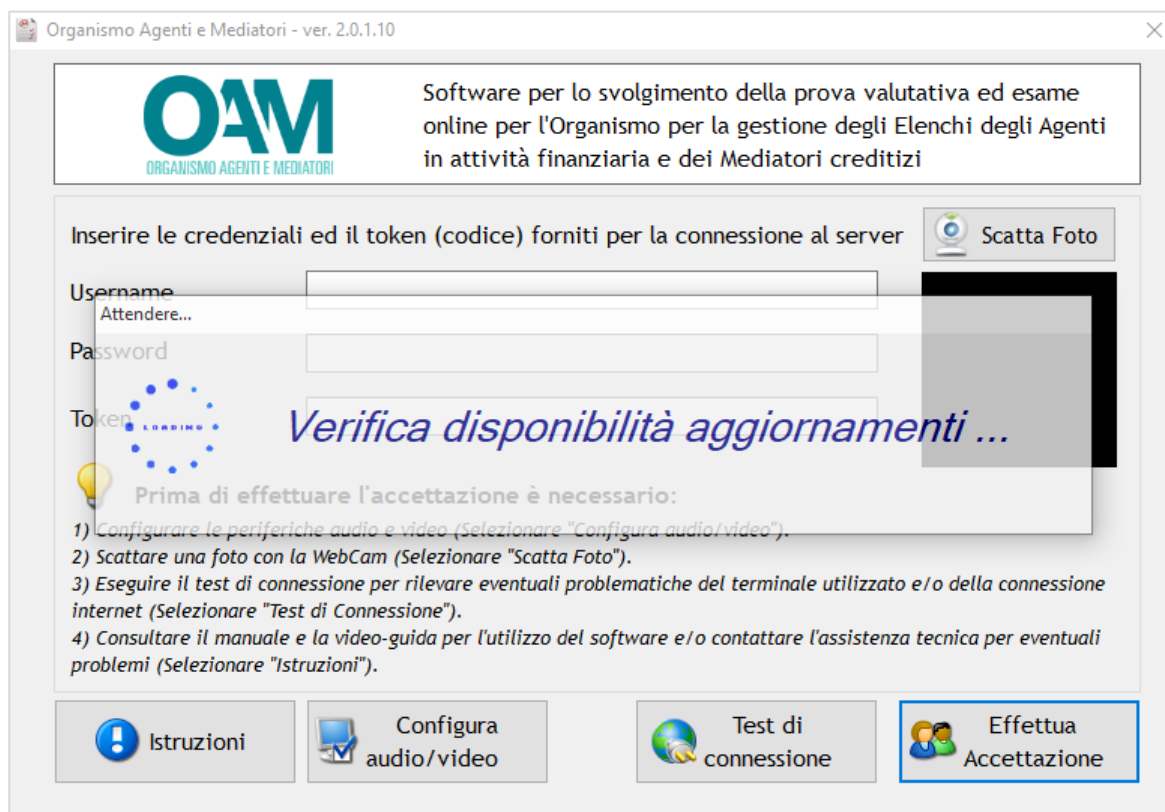 Organismo Agenti e Mediatori - ver. 2.0.1.10
OAM
ORGANISMO AGENTI E MEDIATORI
Software per lo svolgimento della prova valutativa ed esame
online per l'Organismo per la gestione degli Elenchi degli Agenti
in attività finanziaria e dei Mediatori creditizi
Inserire le credenziali ed il token (codice) forniti per la connessione al server
Scatta Foto
Username
Attendere...
Password
Token
LOADING
Verifica disponibilità aggiornamenti ...
Prima di effettuare l'accettazione è necessario:
1) Configurare le periferiche audio e video (Selezionare "Configura audio/video").
2) Scattare una foto con la WebCam (Selezionare "Scatta Foto").
3) Eseguire il test di connessione per rilevare eventuali problematiche del terminale utilizzato e/o della connessione
internet (Selezionare "Test di Connessione").
4) Consultare il manuale e la video-guida per l'utilizzo del software e/o contattare l'assistenza tecnica per eventuali
problemi (Selezionare "Istruzioni").
Istruzioni
Configura
audio/video
Test di
connessione
Effettua
Accettazione